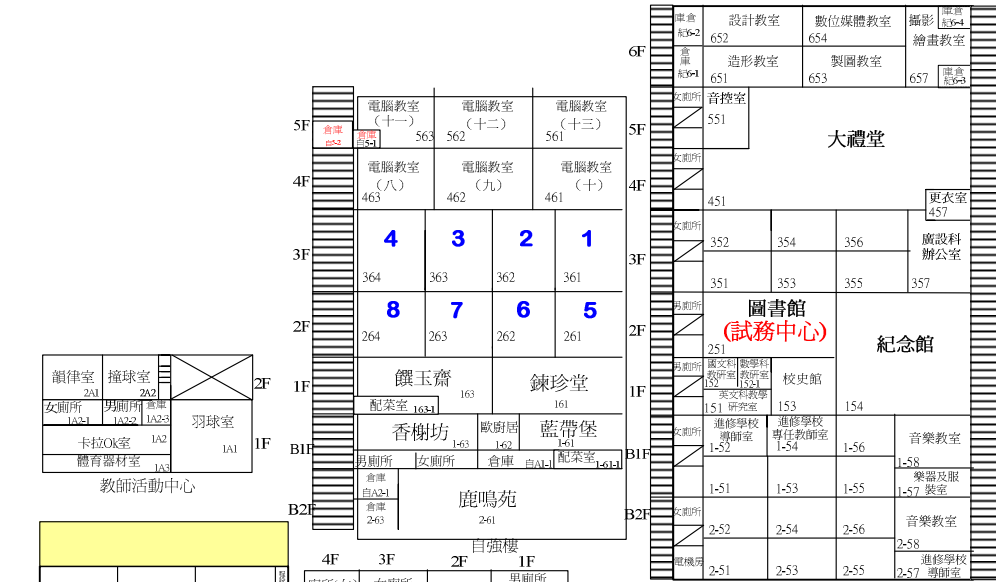 庫倉
紀6-2
設計教室
652
數位媒體教室
654
攝影
庫倉
紀6-4
繪畫教室
6F
倉庫
紀6-1
造形教室
651
製圖教室
653
657
庫倉
紀6-3
女廁所
音控室
551
大禮堂
5F
女廁所
4F
451
更衣室
457
女廁所
352
354
356
廣設科
辦公室
3F
351
353
355
357
男廁所
圖書館
(試務中心)
251
2F
紀念館
男廁所
國文科
教研室
152
數學科
教研室
152-1
校史館
1F
英文科教學
研究室
151
153
154
女廁所
進修學校
導師室
1-52
進修學校
專任教師室
1-54
1-56
音樂教室
1-58
B1F
1-51
1-53
1-55
樂器及服
裝室
1-57
女廁所
2-52
2-54
2-56
音樂教室
2-58
B2F
電機房
2-51
2-53
2-55
進修學校
導師室
2-57
5F
倉庫
自5-2
倉庫
自5-1
電腦教室
(十一)
563
電腦教室
(十二)
562
電腦教室
(十三)
561
4F
電腦教室
(八)
463
電腦教室
(九)
462
電腦教室
(十)
461
3F
4
3
2
1
364
363
362
361
2F
8
7
6
5
264
263
262
261
1F
饌玉齋
163
鍊珍堂
161
配菜室
163-1
B1F
香榭坊
1-63
歐廚居
1-62
藍帶堡
1-61
男廁所
女廁所
倉庫
自A1-1
配菜室
1-61-1
B2F
倉庫
自A2-1
倉庫
2-63
鹿鳴苑
2-61
自強樓
4F
3F
2F
1F
女廁所
男廁所
韻律室
2A1
撞球室
2A2
2F
女廁所
1A2-1
男廁所
1A2-2
倉庫
1A2-3
羽球室
1A1
1F
卡拉Ok室
1A2
體育器材室
1A3
教師活動中心